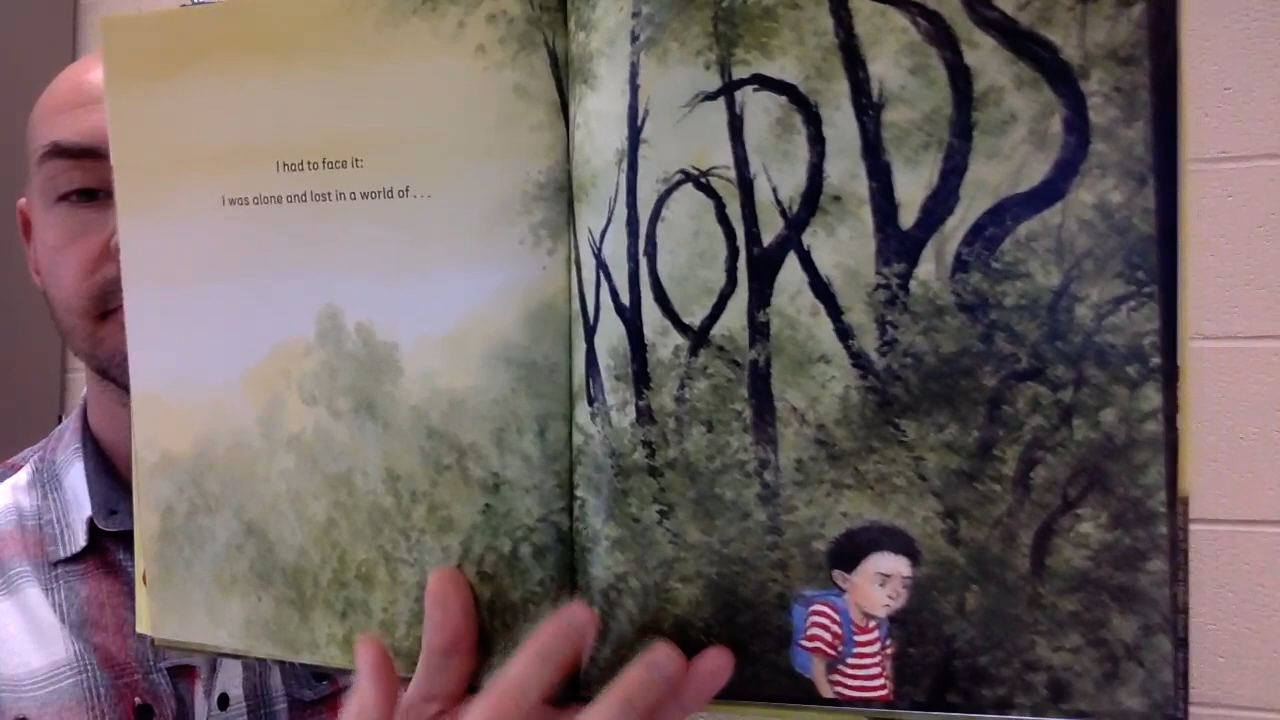 I had to face it:
I was alone and lost in a world of . . .
WORDS